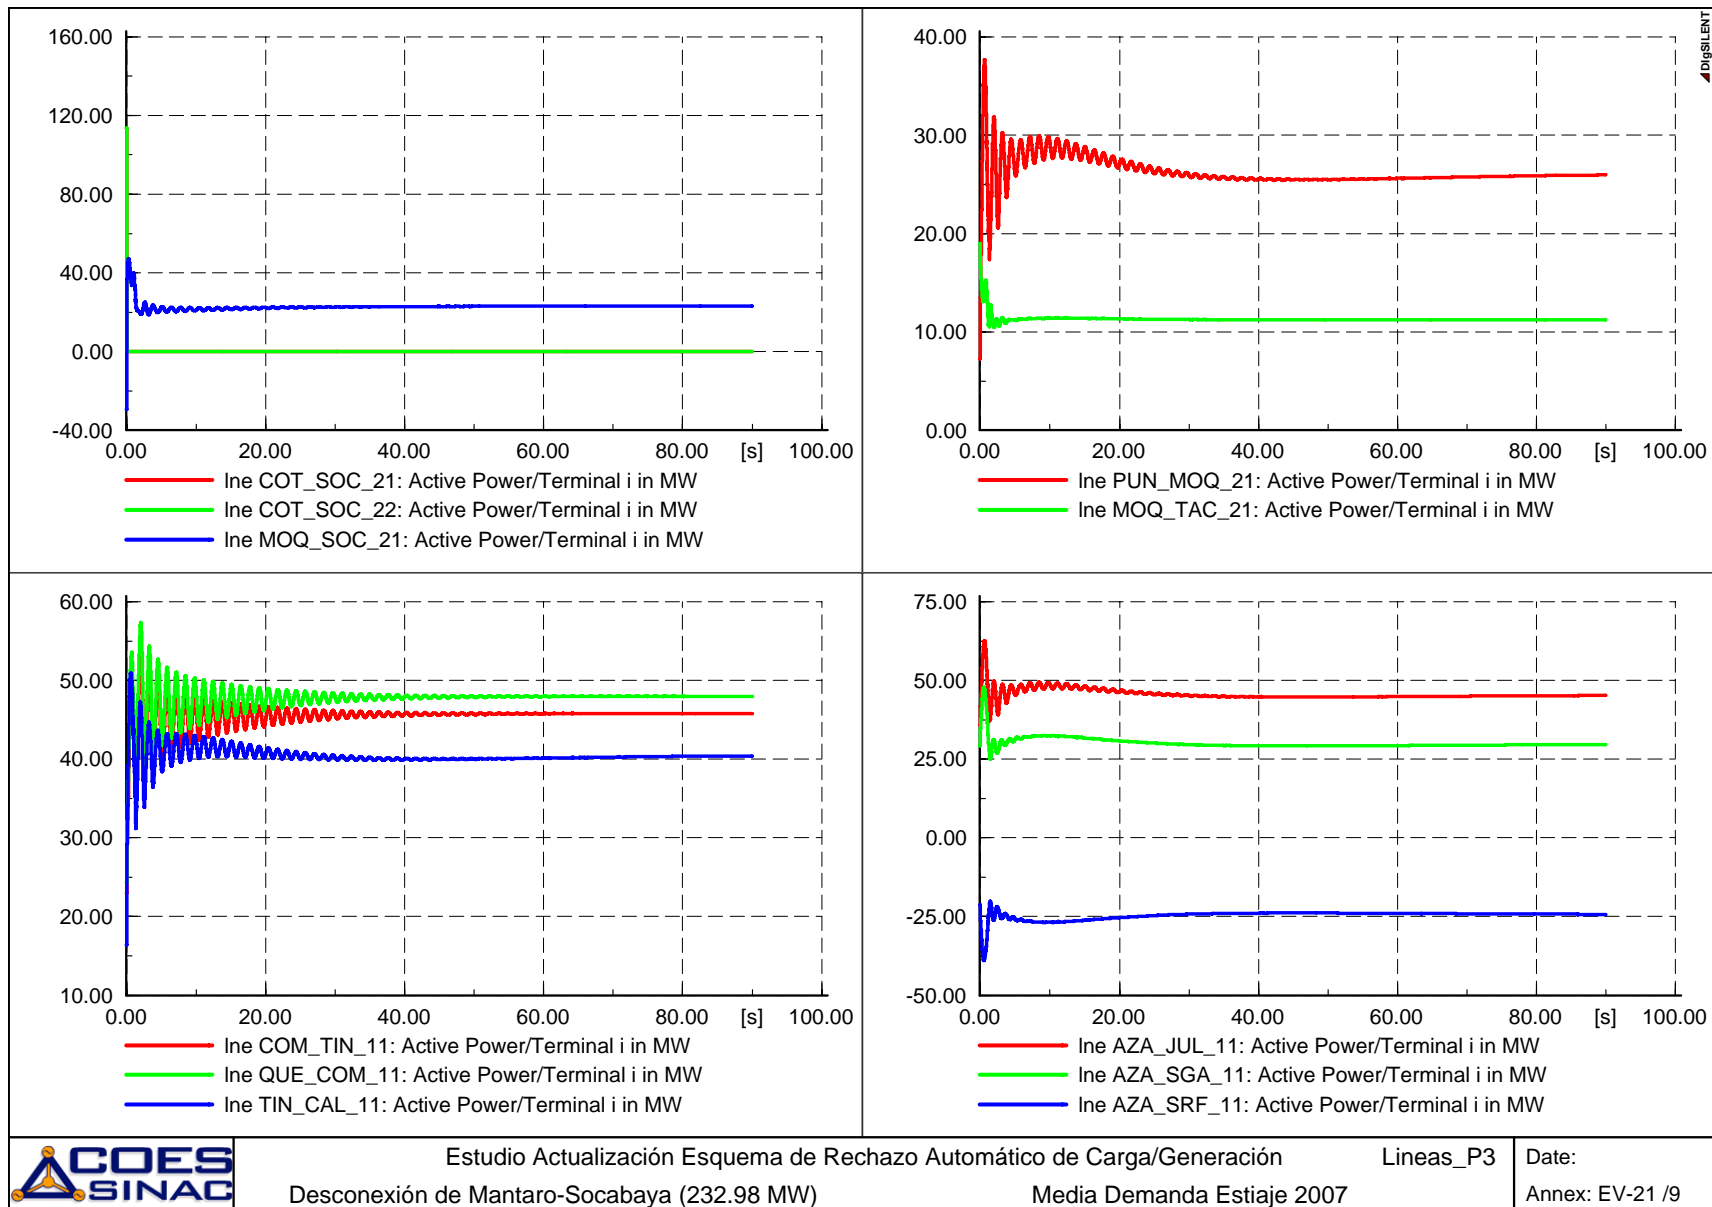 DIgSILENT
160.00
120.00
80.00
40.00
0.00
-40.00
0.00 20.00 40.00 60.00 80.00 [s] 100.00
lne COT_SOC_21: Active Power/Terminal i in MW
lne COT_SOC_22: Active Power/Terminal i in MW
lne MOQ_SOC_21: Active Power/Terminal i in MW
40.00
30.00
20.00
10.00
0.00
0.00 20.00 40.00 60.00 80.00 [s] 100.00
lne PUN_MOQ_21: Active Power/Terminal i in MW
lne MOQ_TAC_21: Active Power/Terminal i in MW
60.00
50.00
40.00
30.00
20.00
10.00
0.00 20.00 40.00 60.00 80.00 [s] 100.00
lne COM_TIN_11: Active Power/Terminal i in MW
lne QUE_COM_11: Active Power/Terminal i in MW
lne TIN_CAL_11: Active Power/Terminal i in MW
75.00
50.00
25.00
0.00
-25.00
-50.00
0.00 20.00 40.00 60.00 80.00 [s] 100.00
lne AZA_JUL_11: Active Power/Terminal i in MW
lne AZA_SGA_11: Active Power/Terminal i in MW
lne AZA_SRF_11: Active Power/Terminal i in MW
COES
SINAC
Estudio Actualización Esquema de Rechazo Automático de Carga/Generación Lineas_P3
Desconexión de Mantaro-Socabaya (232.98 MW) Media Demanda Estiaje 2007
Date:
Annex: EV-21 /9